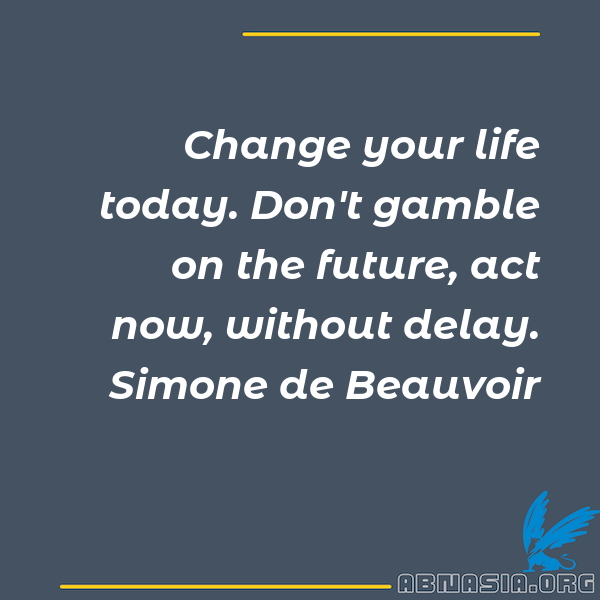 Change your life
today. Don't gamble
on the future, act
now, without delay.
Simone de Beauvoir
ABNASIA.ORG